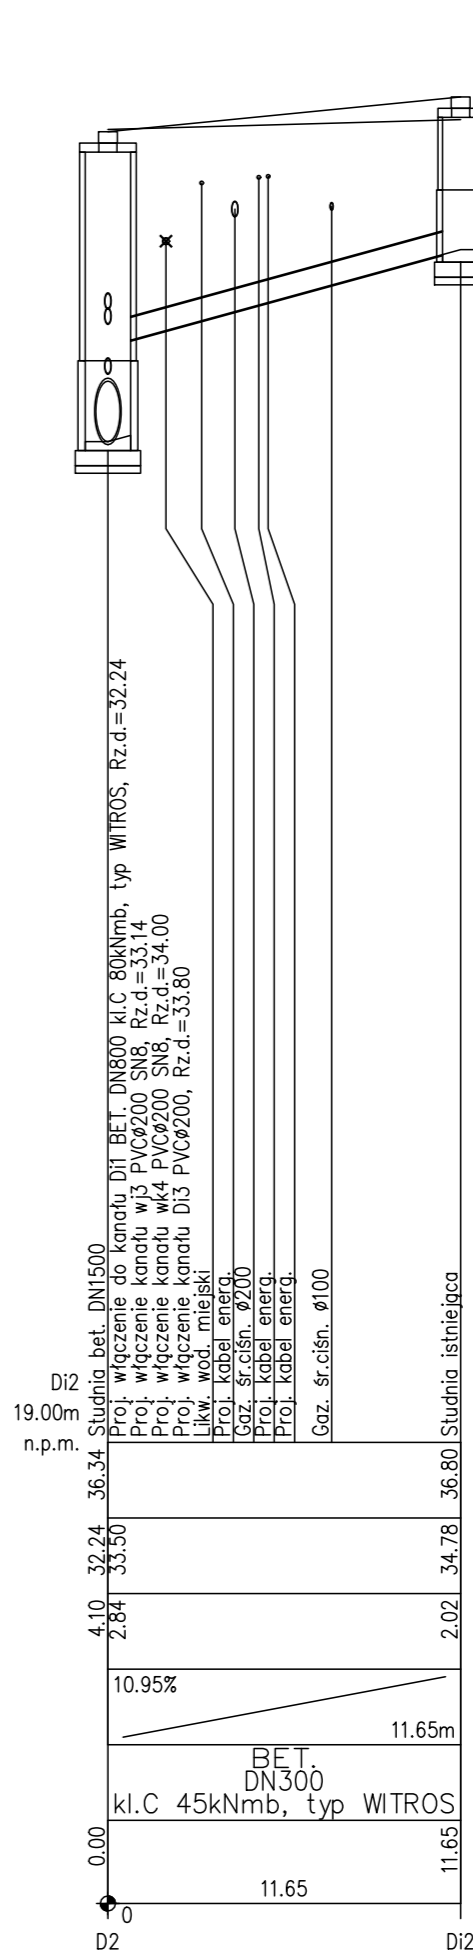 Studnia bet. DN1500
Proj. włączenie do kanału Di1 BET. DN800 kl.C 80kNmb, typ WITROS, Rz.d.=32.24
Proj. włączenie kanału wj3 PVCø200 SN8, Rz.d.=33.14
Proj. włączenie kanału wk4 PVCø200 SN8, Rz.d.=34.00
Proj. włączenie kanału Di3 PVCø200, Rz.d.=33.80
Likw. wod. miejski
Proj. kabel energ.
Gaz. śr.ciśn. ø200
Proj. kabel energ.
Proj. kabel energ.
Gaz. śr.ciśn. ø100
Studnia istniejąca
Di2
19.00m
n.p.m.
36.34
36.80
32.24
33.50
34.78
4.10
2.84
2.02
10.95%
11.65m
BET.
DN300
kl.C 45kNmb, typ WITROS
0.00
11.65
11.65
0
D2
Di2